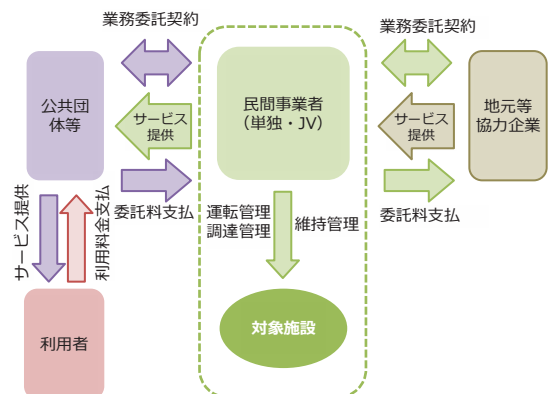 業務委託契約
業務委託契約
公共団
体等
サービス
提供
民間事業者
(単独・JV)
サービス
提供
地元等
協力企業
委託料支払
委託料支払
サービス提供
利用料金支払
運転管理
調達管理
維持管理
対象施設
利用者